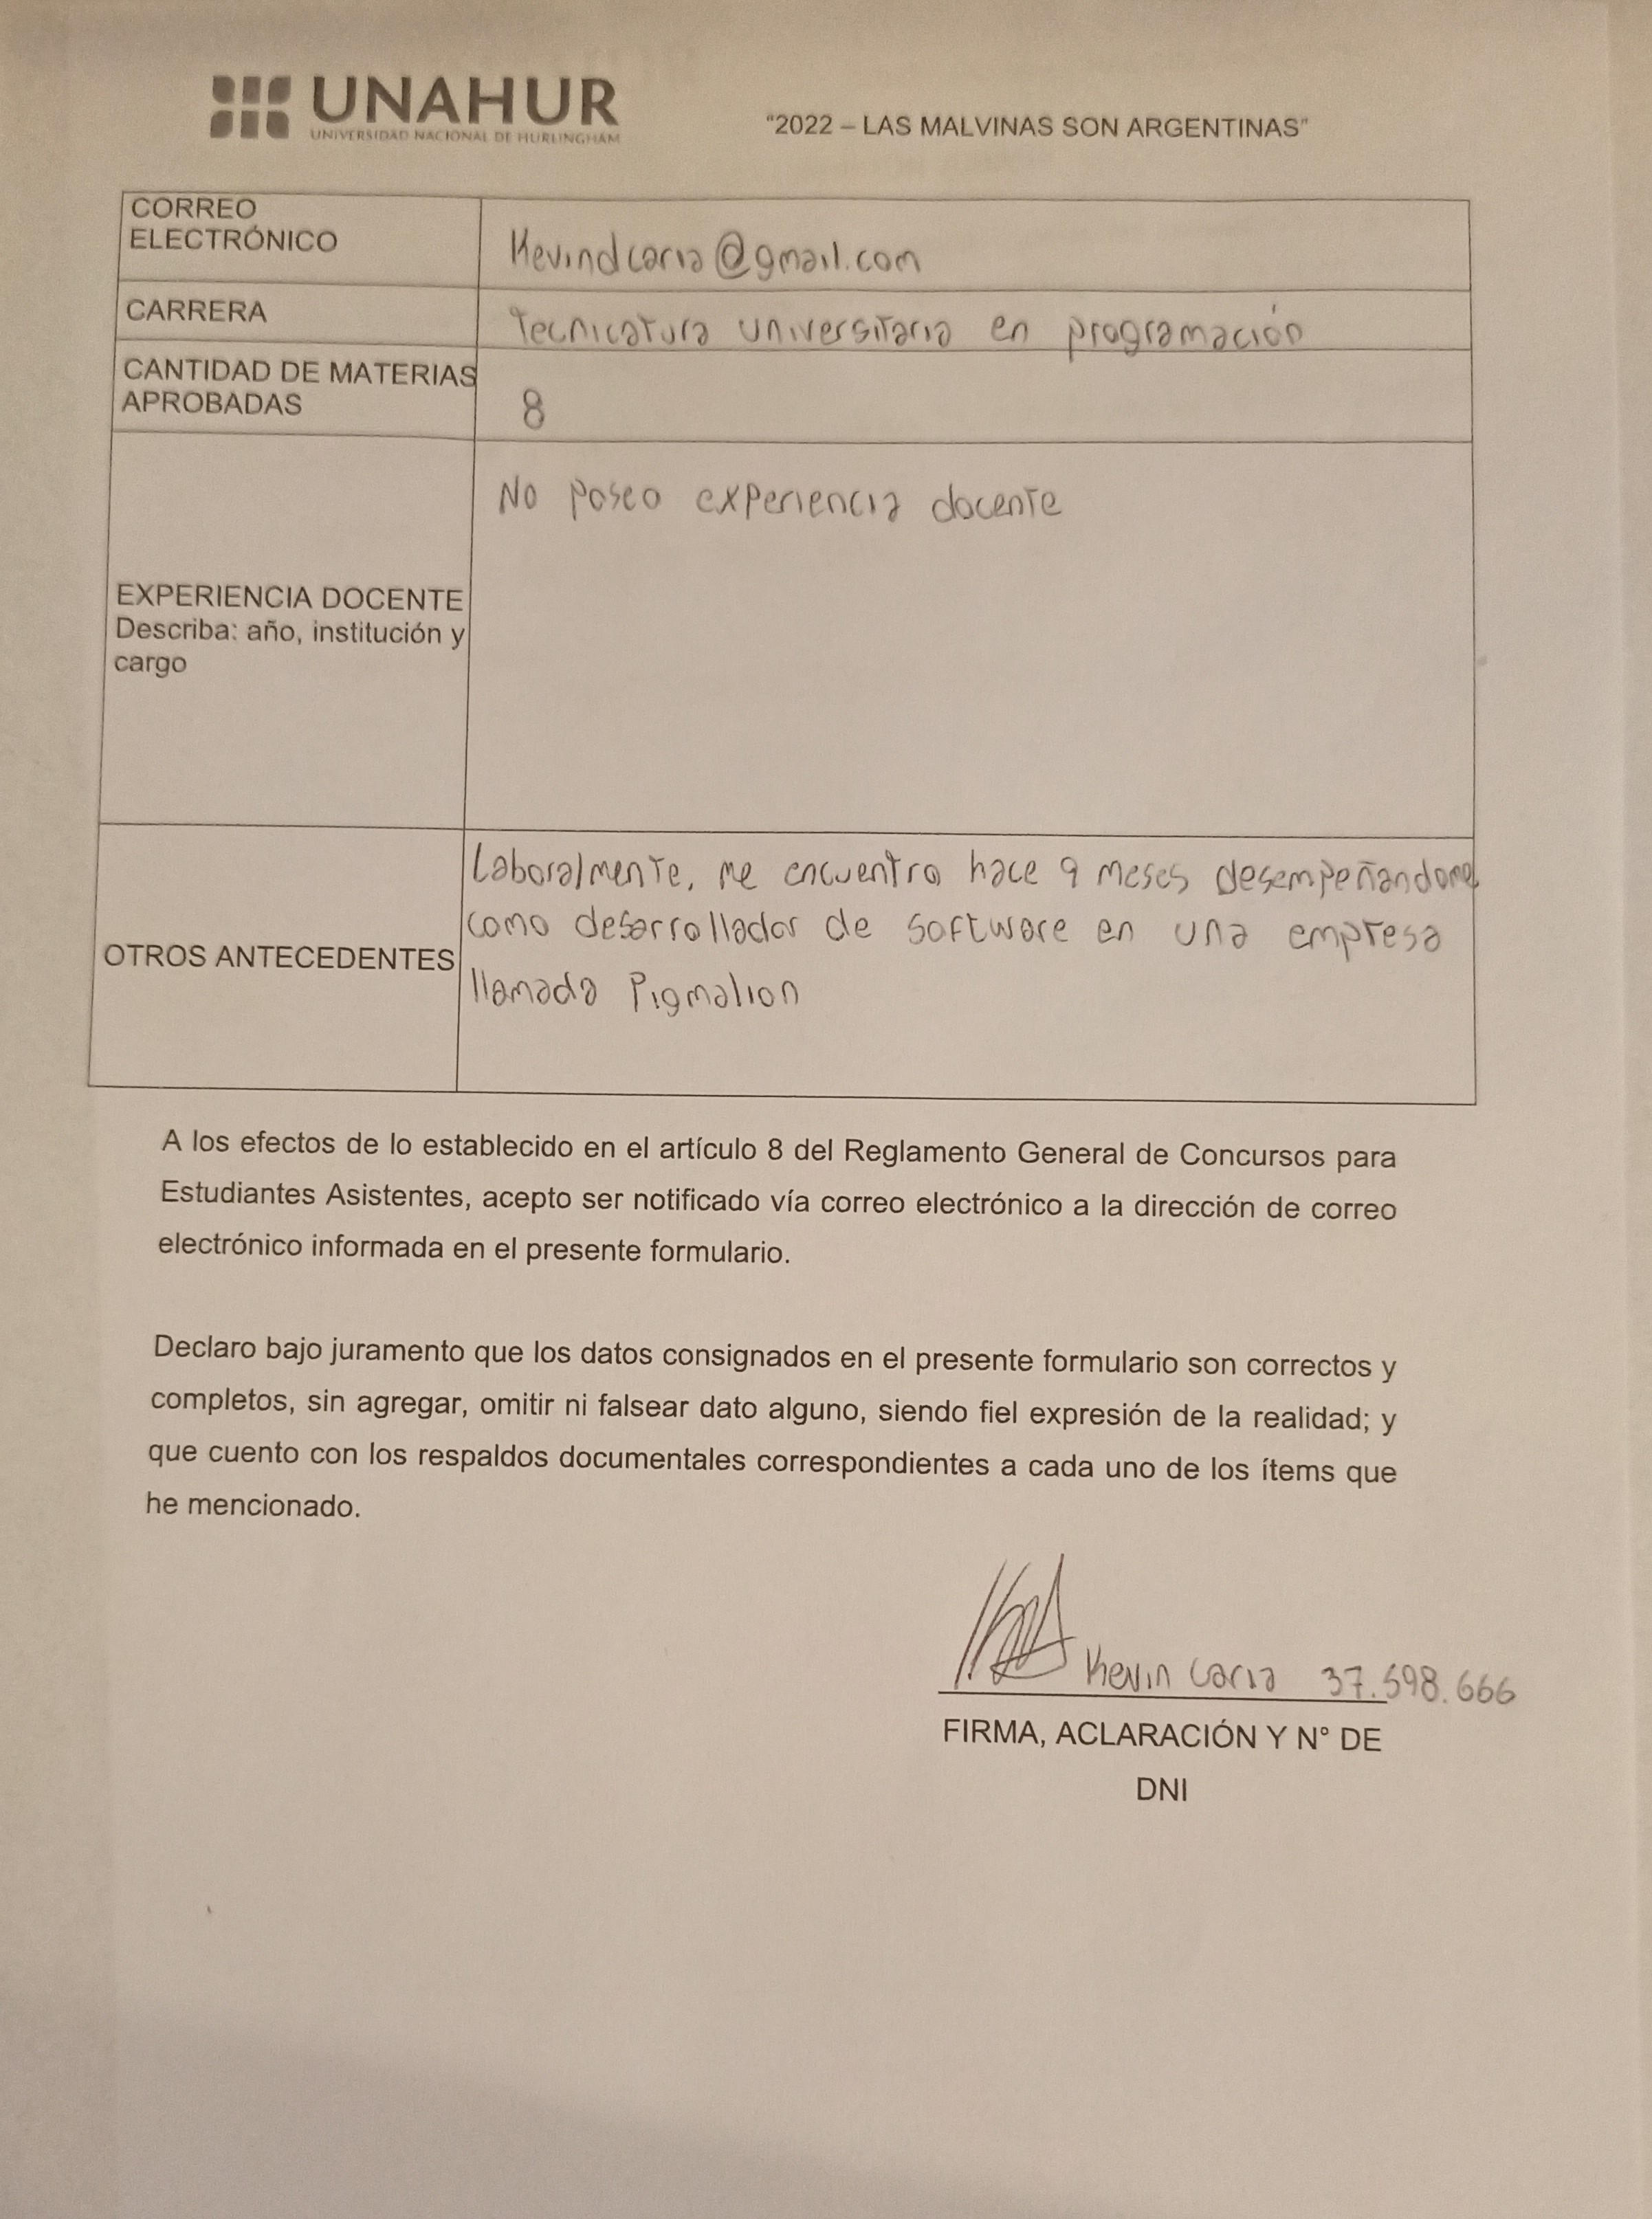 UNAHUR
UNIVERSIDAD NACIONAL DE HURLINGHAM
"2022 – LAS MALVINAS SON ARGENTINAS"
CORREO
ELECTRÓNICO
Kevindcaria@gmail.com
CARRERA
Tecnicatura universitaria en programación
CANTIDAD DE MATERIAS
APROBADAS
8
EXPERIENCIA DOCENTE
Describa: año, institución y
cargo
No poseo experiencia docente
OTROS ANTECEDENTES
Laboralmente, me encuentro hace 9 meses desempeñandome
como desarrollador de software en una empresa
llamada Pigmalion
A los efectos de lo establecido en el artículo 8 del Reglamento General de Concursos para
Estudiantes Asistentes, acepto ser notificado vía correo electrónico a la dirección de correo
electrónico informada en el presente formulario.
Declaro bajo juramento que los datos consignados en el presente formulario son correctos y
completos, sin agregar, omitir ni falsear dato alguno, siendo fiel expresión de la realidad; y
que cuento con los respaldos documentales correspondientes a cada uno de los ítems que
he mencionado.
Kevin Caria 37.598.666
FIRMA, ACLARACIÓN Y N° DE
DNI